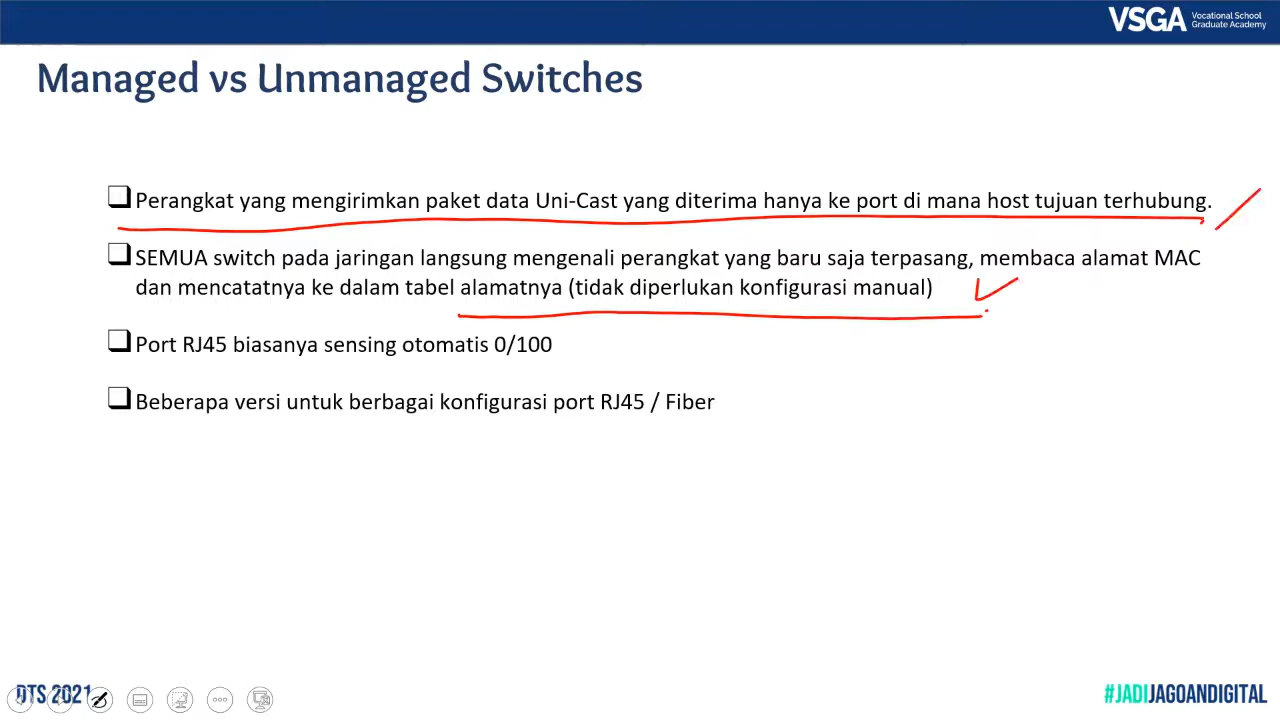 VSGA Vocational School
Graduate Academy
Managed vs Unmanaged Switches
Perangkat yang mengirimkan paket data Uni-Cast yang diterima hanya ke port di mana host tujuan terhubung.
SEMUA switch pada jaringan langsung mengenali perangkat yang baru saja terpasang, membaca alamat MAC
dan mencatatnya ke dalam tabel alamatnya (tidak diperlukan konfigurasi manual)
Port RJ45 biasanya sensing otomatis 0/100
Beberapa versi untuk berbagai konfigurasi port RJ45 / Fiber
DTS 2021
#JADIJAGOANDIGITAL